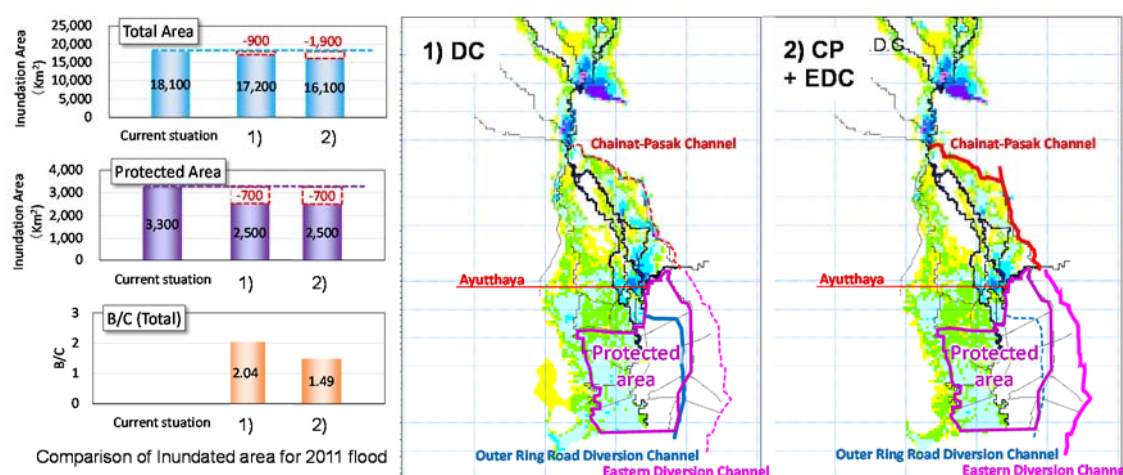 Total Area
Inundation Area
(Km²)
25,000
20,000
15,000
10,000
5,000
0
-900
-1,900
18,100
17,200
16,100
Current stuation
1)
2)
Protected Area
Inundation Area
(Km²)
4,000
3,000
2,000
1,000
0
-700
-700
3,300
2,500
2,500
Current stuation
1)
2)
B/C (Total)
B/C
3
2
1
0
2.04
1.49
Current stuation
1)
2)
Comparison of Inundated area for 2011 flood
1) DC
Chainat-Pasak Channel
Ayutthaya
Protected
area
Outer Ring Road Diversion Channel
Eastern Diversion Channel
2) CP
+ EDC
Chainat-Pasak Channel
Ayutthaya
Protected
area
Outer Ring Road Diversion Channel
Eastern Diversion Channel